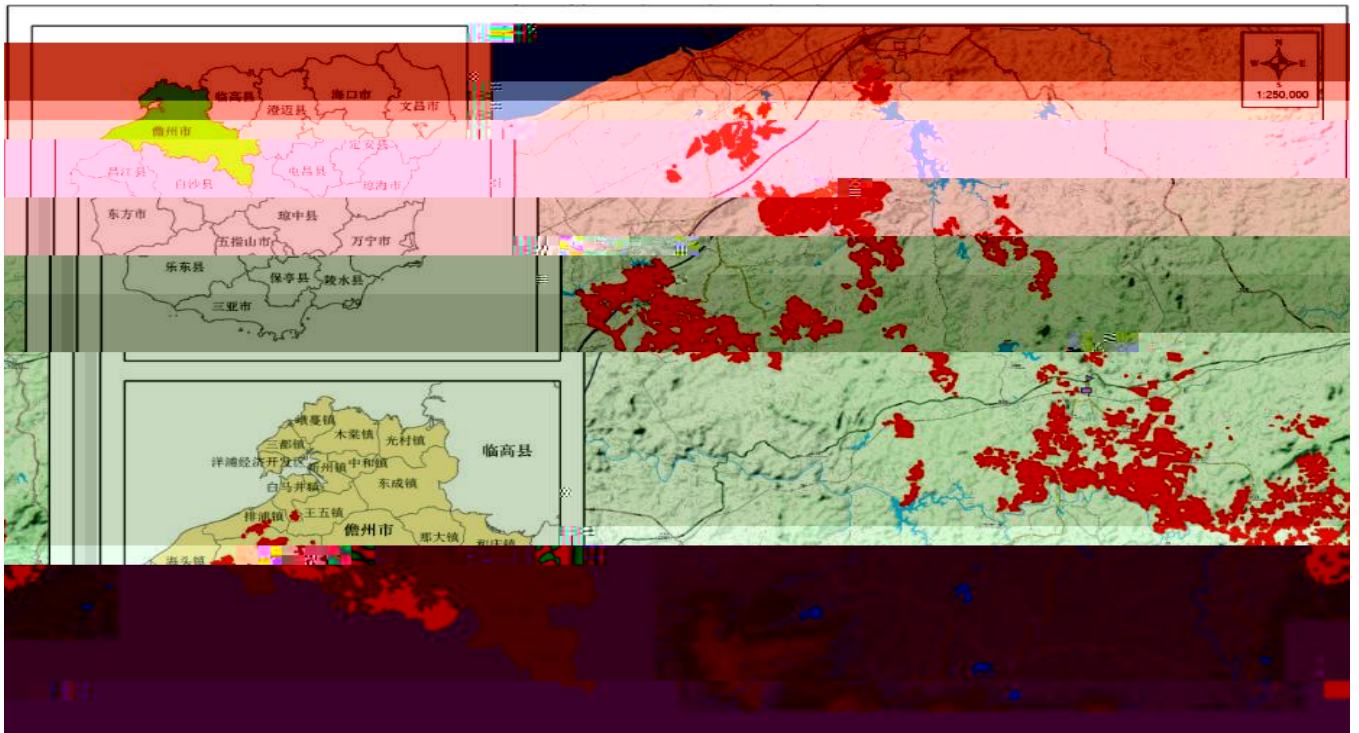 N
W E
S
1:250,000
临高县
海口市
文昌市
澄迈县
儋州市
定安县
昌江县
屯昌县
白沙县
琼海市
东方市
琼中县
五指山市
万宁市
乐东县
保亭县
陵水县
三亚市
峨蔓镇
木棠镇
光村镇
三都镇
临高县
洋浦经济开发区
新州镇
中和镇
白马井镇
东成镇
排浦镇
王五镇
儋州市
那大镇
和庆镇
海头镇